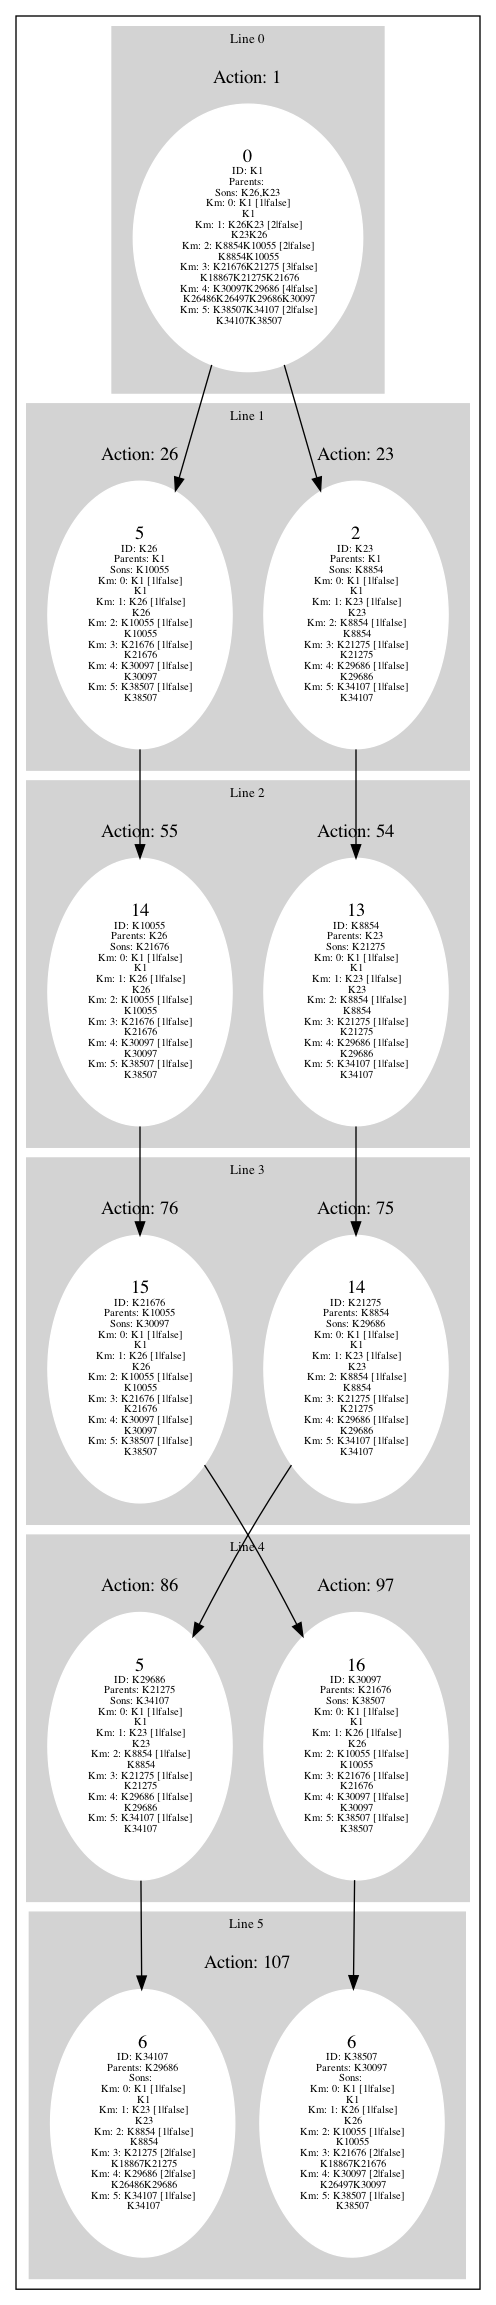 Line 0
Action: 1
0
ID: K1
Parents:
Sons: K26,K23
Km: 0: K1 [1|false]
K1
Km: 1: K26K23 [2|false]
K23K26
Km: 2: K8854K10055 [2|false]
K8854K10055
Km: 3: K21676K21275 [3|false]
K18867K21275K21676
Km: 4: K30097K29686 [4|false]
K26486K26497K29686K30097
Km: 5: K38507K34107 [2|false]
K34107K38507
Line 1
Action: 26
5
ID: K26
Parents: K1
Sons: K10055
Km: 0: K1 [1|false]
K1
Km: 1: K26 [1|false]
K26
Km: 2: K10055 [1|false]
K10055
Km: 3: K21676 [1|false]
K21676
Km: 4: K30097 [1|false]
K30097
Km: 5: K38507 [1|false]
K38507
Action: 23
2
ID: K23
Parents: K1
Sons: K8854
Km: 0: K1 [1|false]
K1
Km: 1: K23 [1|false]
K23
Km: 2: K8854 [1|false]
K8854
Km: 3: K21275 [1|false]
K21275
Km: 4: K29686 [1|false]
K29686
Km: 5: K34107 [1|false]
K34107
Line 2
Action: 55
14
ID: K10055
Parents: K26
Sons: K21676
Km: 0: K1 [1|false]
K1
Km: 1: K26 [1|false]
K26
Km: 2: K10055 [1|false]
K10055
Km: 3: K21676 [1|false]
K21676
Km: 4: K30097 [1|false]
K30097
Km: 5: K38507 [1|false]
K38507
Action: 54
13
ID: K8854
Parents: K23
Sons: K21275
Km: 0: K1 [1|false]
K1
Km: 1: K23 [1|false]
K23
Km: 2: K8854 [1|false]
K8854
Km: 3: K21275 [1|false]
K21275
Km: 4: K29686 [1|false]
K29686
Km: 5: K34107 [1|false]
K34107
Line 3
Action: 76
15
ID: K21676
Parents: K10055
Sons: K30097
Km: 0: K1 [1|false]
K1
Km: 1: K26 [1|false]
K26
Km: 2: K10055 [1|false]
K10055
Km: 3: K21676 [1|false]
K21676
Km: 4: K30097 [1|false]
K30097
Km: 5: K38507 [1|false]
K38507
Action: 75
14
ID: K21275
Parents: K8854
Sons: K29686
Km: 0: K1 [1|false]
K1
Km: 1: K23 [1|false]
K23
Km: 2: K8854 [1|false]
K8854
Km: 3: K21275 [1|false]
K21275
Km: 4: K29686 [1|false]
K29686
Km: 5: K34107 [1|false]
K34107
Line 4
Action: 86
5
ID: K29686
Parents: K21275
Sons: K34107
Km: 0: K1 [1|false]
K1
Km: 1: K23 [1|false]
K23
Km: 2: K8854 [1|false]
K8854
Km: 3: K21275 [1|false]
K21275
Km: 4: K29686 [1|false]
K29686
Km: 5: K34107 [1|false]
K34107
Action: 97
16
ID: K30097
Parents: K21676
Sons: K38507
Km: 0: K1 [1|false]
K1
Km: 1: K26 [1|false]
K26
Km: 2: K10055 [1|false]
K10055
Km: 3: K21676 [1|false]
K21676
Km: 4: K30097 [1|false]
K30097
Km: 5: K38507 [1|false]
K38507
Line 5
Action: 107
6
ID: K34107
Parents: K29686
Sons:
Km: 0: K1 [1|false]
K1
Km: 1: K23 [1|false]
K23
Km: 2: K8854 [1|false]
K8854
Km: 3: K21275 [2|false]
K18867K21275
Km: 4: K29686 [2|false]
K26486K29686
Km: 5: K34107 [1|false]
K34107
6
ID: K38507
Parents: K30097
Sons:
Km: 0: K1 [1|false]
K1
Km: 1: K26 [1|false]
K26
Km: 2: K10055 [1|false]
K10055
Km: 3: K21676 [2|false]
K18867K21676
Km: 4: K30097 [2|false]
K26497K30097
Km: 5: K38507 [1|false]
K38507